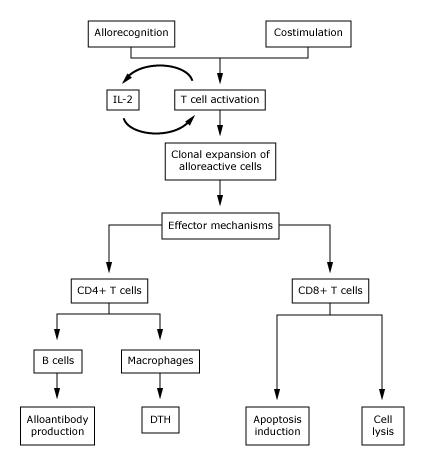 Allorecognition
Costimulation
IL-2
T cell activation
Clonal expansion of
alloreactive cells
Effector mechanisms
CD4+ T cells
CD8+ T cells
B cells
Macrophages
Alloantibody
production
DTH
Apoptosis
induction
Cell
lysis